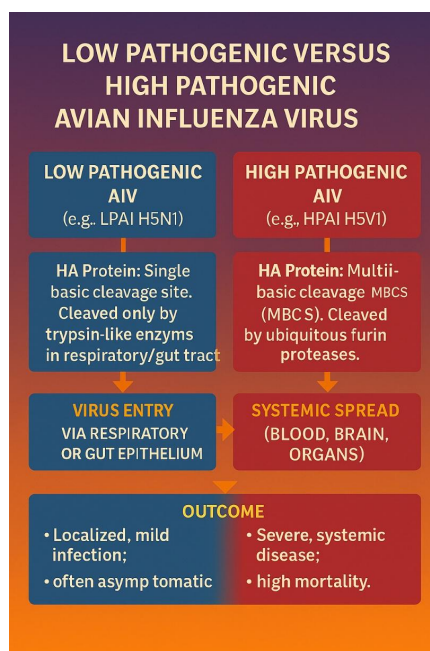 LOW PATHOGENIC VERSUS
HIGH PATHOGENIC
AVIAN INFLUENZA VIRUS
LOW PATHOGENIC
AIV
(e.g.. LPAI H5N1)
HIGH PATHOGENIC
AIV
(e.g., HPAI H5V1)
HA Protein: Single
basic cleavage site.
Cleaved only by
trypsin-like enzymes
in respiratory/gut tract
HA Protein: Multii-
basic cleavage MBCS
(MBC S). Cleaved
by ubiquitous furin
proteases.
VIRUS ENTRY
VIA RESPIRATORY
OR GUT EPITHELIUM
SYSTEMIC SPREAD
(BLOOD, BRAIN,
ORGANS)
OUTCOME
• Localized, mild
infection;
• often asymp tomatic
• Severe, systemic
disease;
• high mortality.